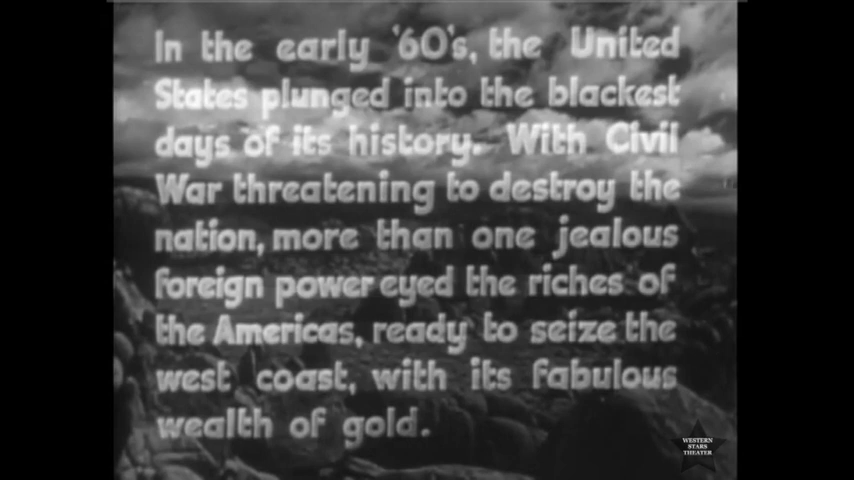 In the early '60's, the United
States plunged into the blackest
days of its history. With Civil
War threatening to destroy the
nation, more than one jealous
foreign power eyed the riches of
the Americas, ready to seize the
west coast, with its fabulous
wealth of gold.
WESTERN
STARS
THEATER